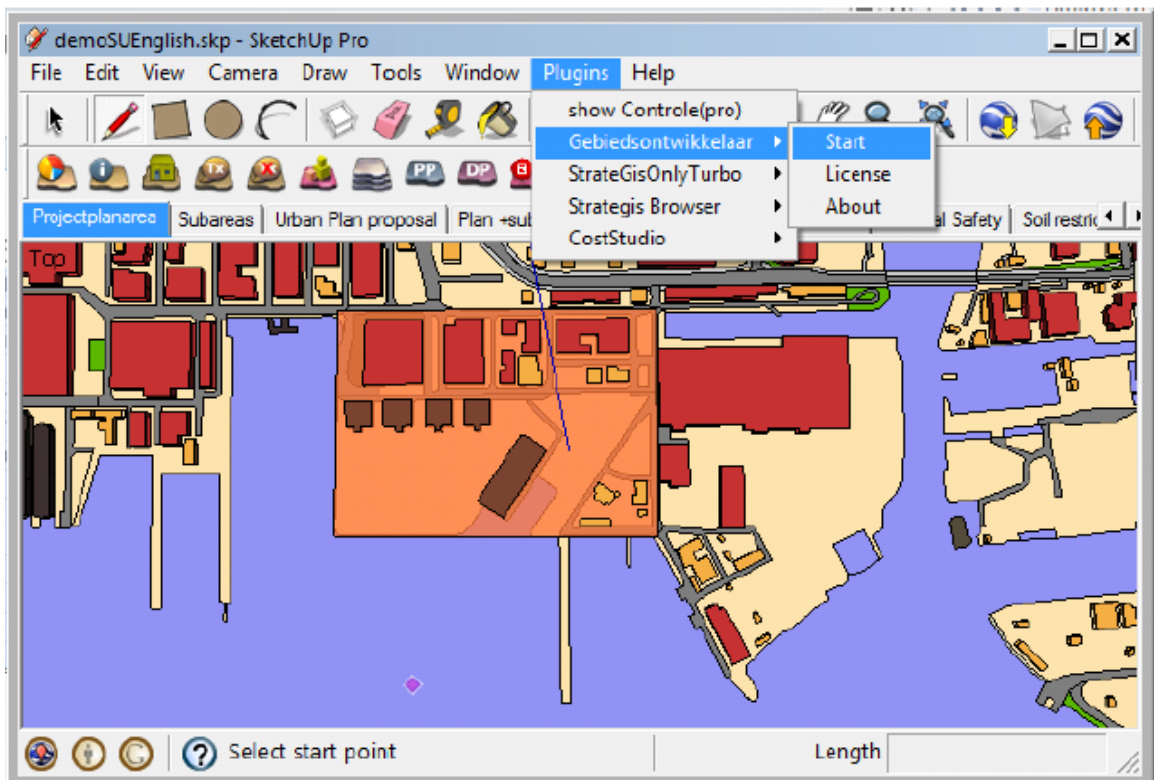 demoSUEnglish.skp - SketchUp Pro
File Edit View Camera Draw Tools Window Plugins Help
show Controle(pro)
Gebiedsontwikkelaar
StrateGisOnlyTurbo
Strategis Browser
CostStudio
Start
License
About
TX PP DP
Projectplanarea Subareas Urban Plan proposal Plan +sub al Safety Soil restric
Top
Select start point
Length